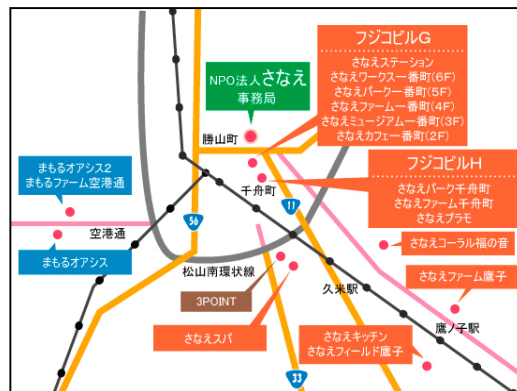 フジコビルG
さなえステーション
さなえワークス一番町(6F)
さなえパーク一番町(5F)
さなえファーム一番町(4F)
さなえミュージアム一番町(3F)
さなえカフェ一番町(2F)
NPO法人さなえ
事務局
勝山町
フジコビルH
さなえパーク千舟町
さなえファーム千舟町
さなえプラモ
千舟町
まもるオアシス2
まもるファーム空港通
空港通
まもるオアシス
56
11
さなえコーラル福の音
松山南環状線
3POINT
さなえスパ
久米駅
さなえファーム鷹子
鷹ノ子駅
さなえキッチン
さなえフィールド鷹子
33